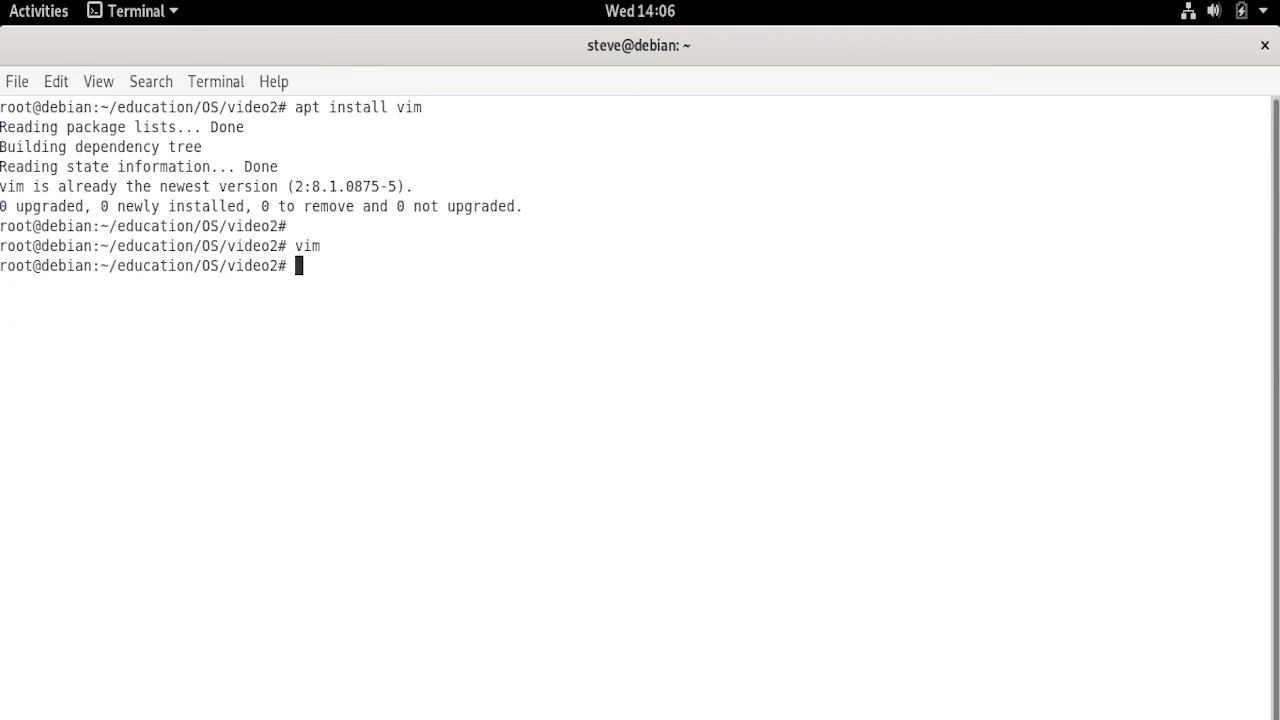 Activities Terminal Wed 14:06
steve@debian: ~ ×
File Edit View Search Terminal Help
root@debian:~/education/OS/video2# apt install vim
Reading package lists... Done
Building dependency tree
Reading state information... Done
vim is already the newest version (2:8.1.0875-5).
0 upgraded, 0 newly installed, 0 to remove and 0 not upgraded.
root@debian:~/education/OS/video2#
root@debian:~/education/OS/video2# vim
root@debian:~/education/OS/video2#